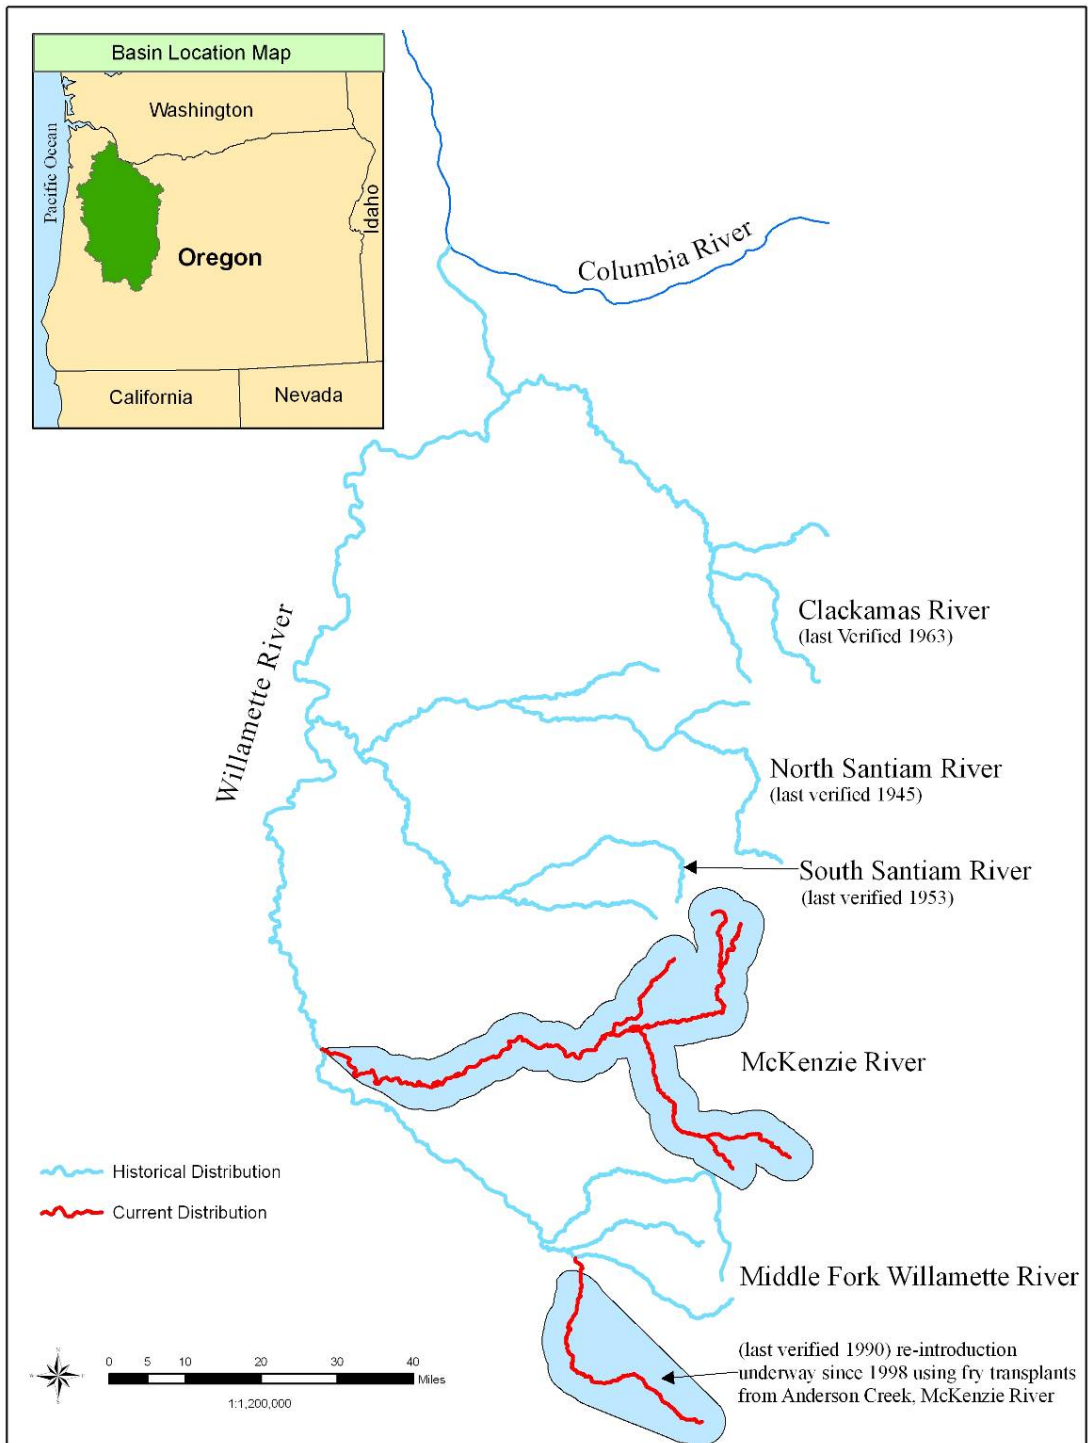 Basin Location Map
Washington
Pacific Ocean
Idaho
Oregon
California
Nevada
Columbia River
Willamette River
Clackamas River
(last Verified 1963)
North Santiam River
(last verified 1945)
South Santiam River
(last verified 1953)
McKenzie River
Historical Distribution
Current Distribution
Middle Fork Willamette River
(last verified 1990) re-introduction
underway since 1998 using fry transplants
from Anderson Creek, McKenzie River
N
0 5 10 20 30 40
Miles
1:1,200,000